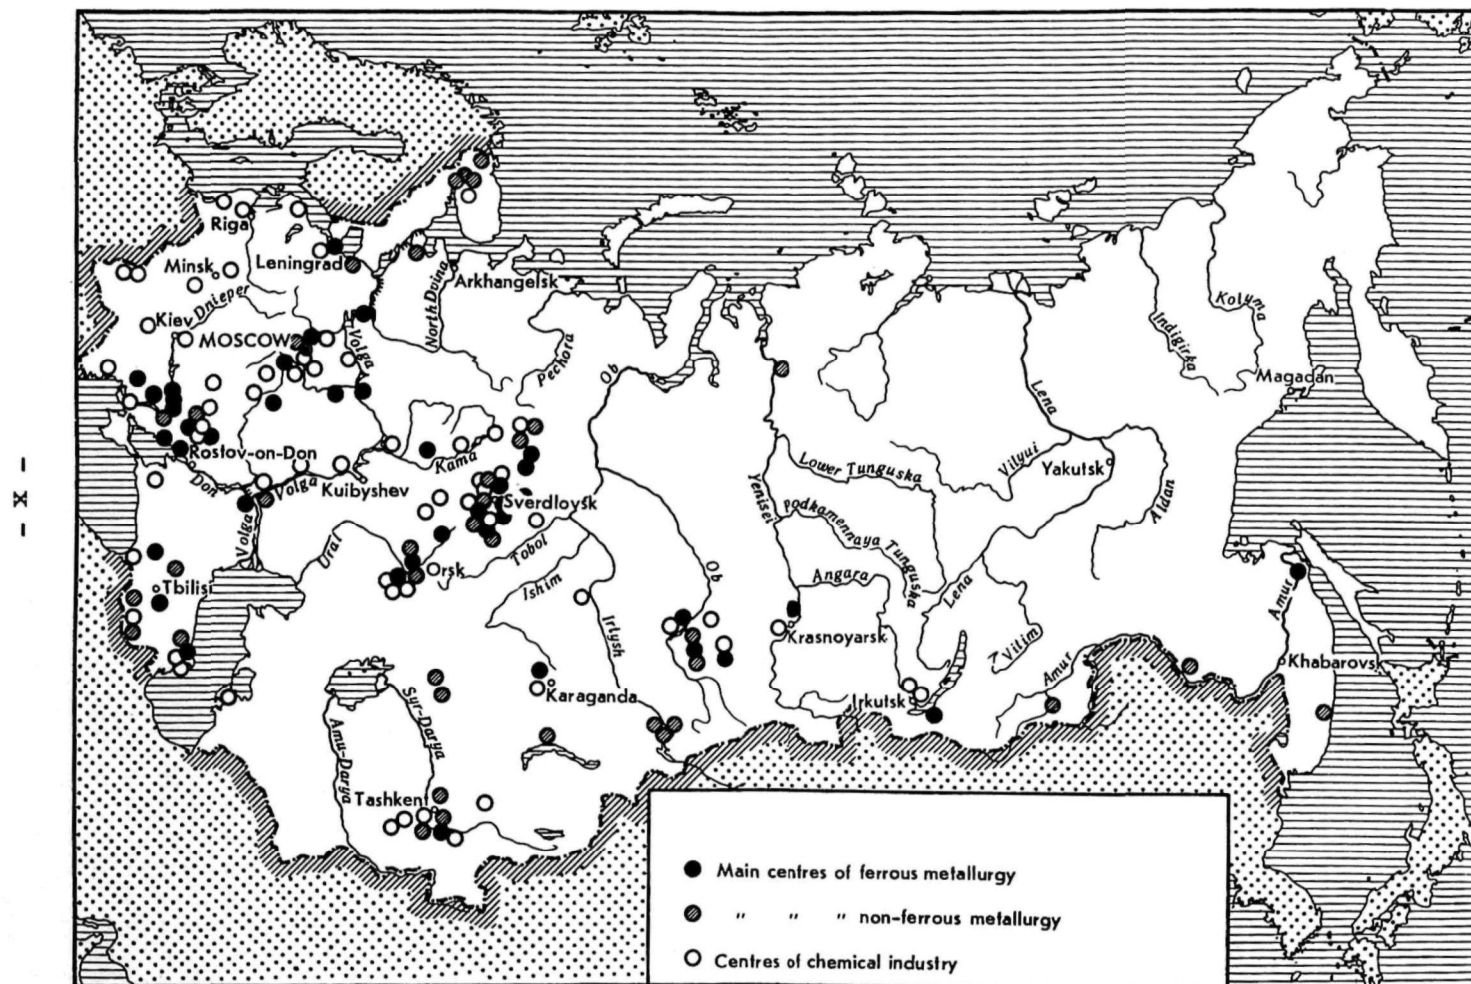 - x -
Riga
Minsk
Leningrad
Arkhangelsk
North Dvina
Dnieper
Kiev
MOSCOW
Volga
Pechora
Ob
Lena
Indigirka
Kolyma
Magadan
Rostov-on-Don
Don
Volga
Kuibyshev
Kama
Sverdlovsk
Lower Tunguska
Vilyui
Yakutsk
Aldan
Yenisei
podkamennaya Tunguska
Volga
Ural
Orsk
Tobol
Ishim
Irtysh
Ob
Angara
Lena
Vitim
Amur
Amur
Tbilisi
Krasnoyarsk
Khabarovsk
Karaganda
Irkutsk
Syr-Darya
Amu-Darya
Tashkent
Main centres of ferrous metallurgy
" " " non-ferrous metallurgy
Centres of chemical industry